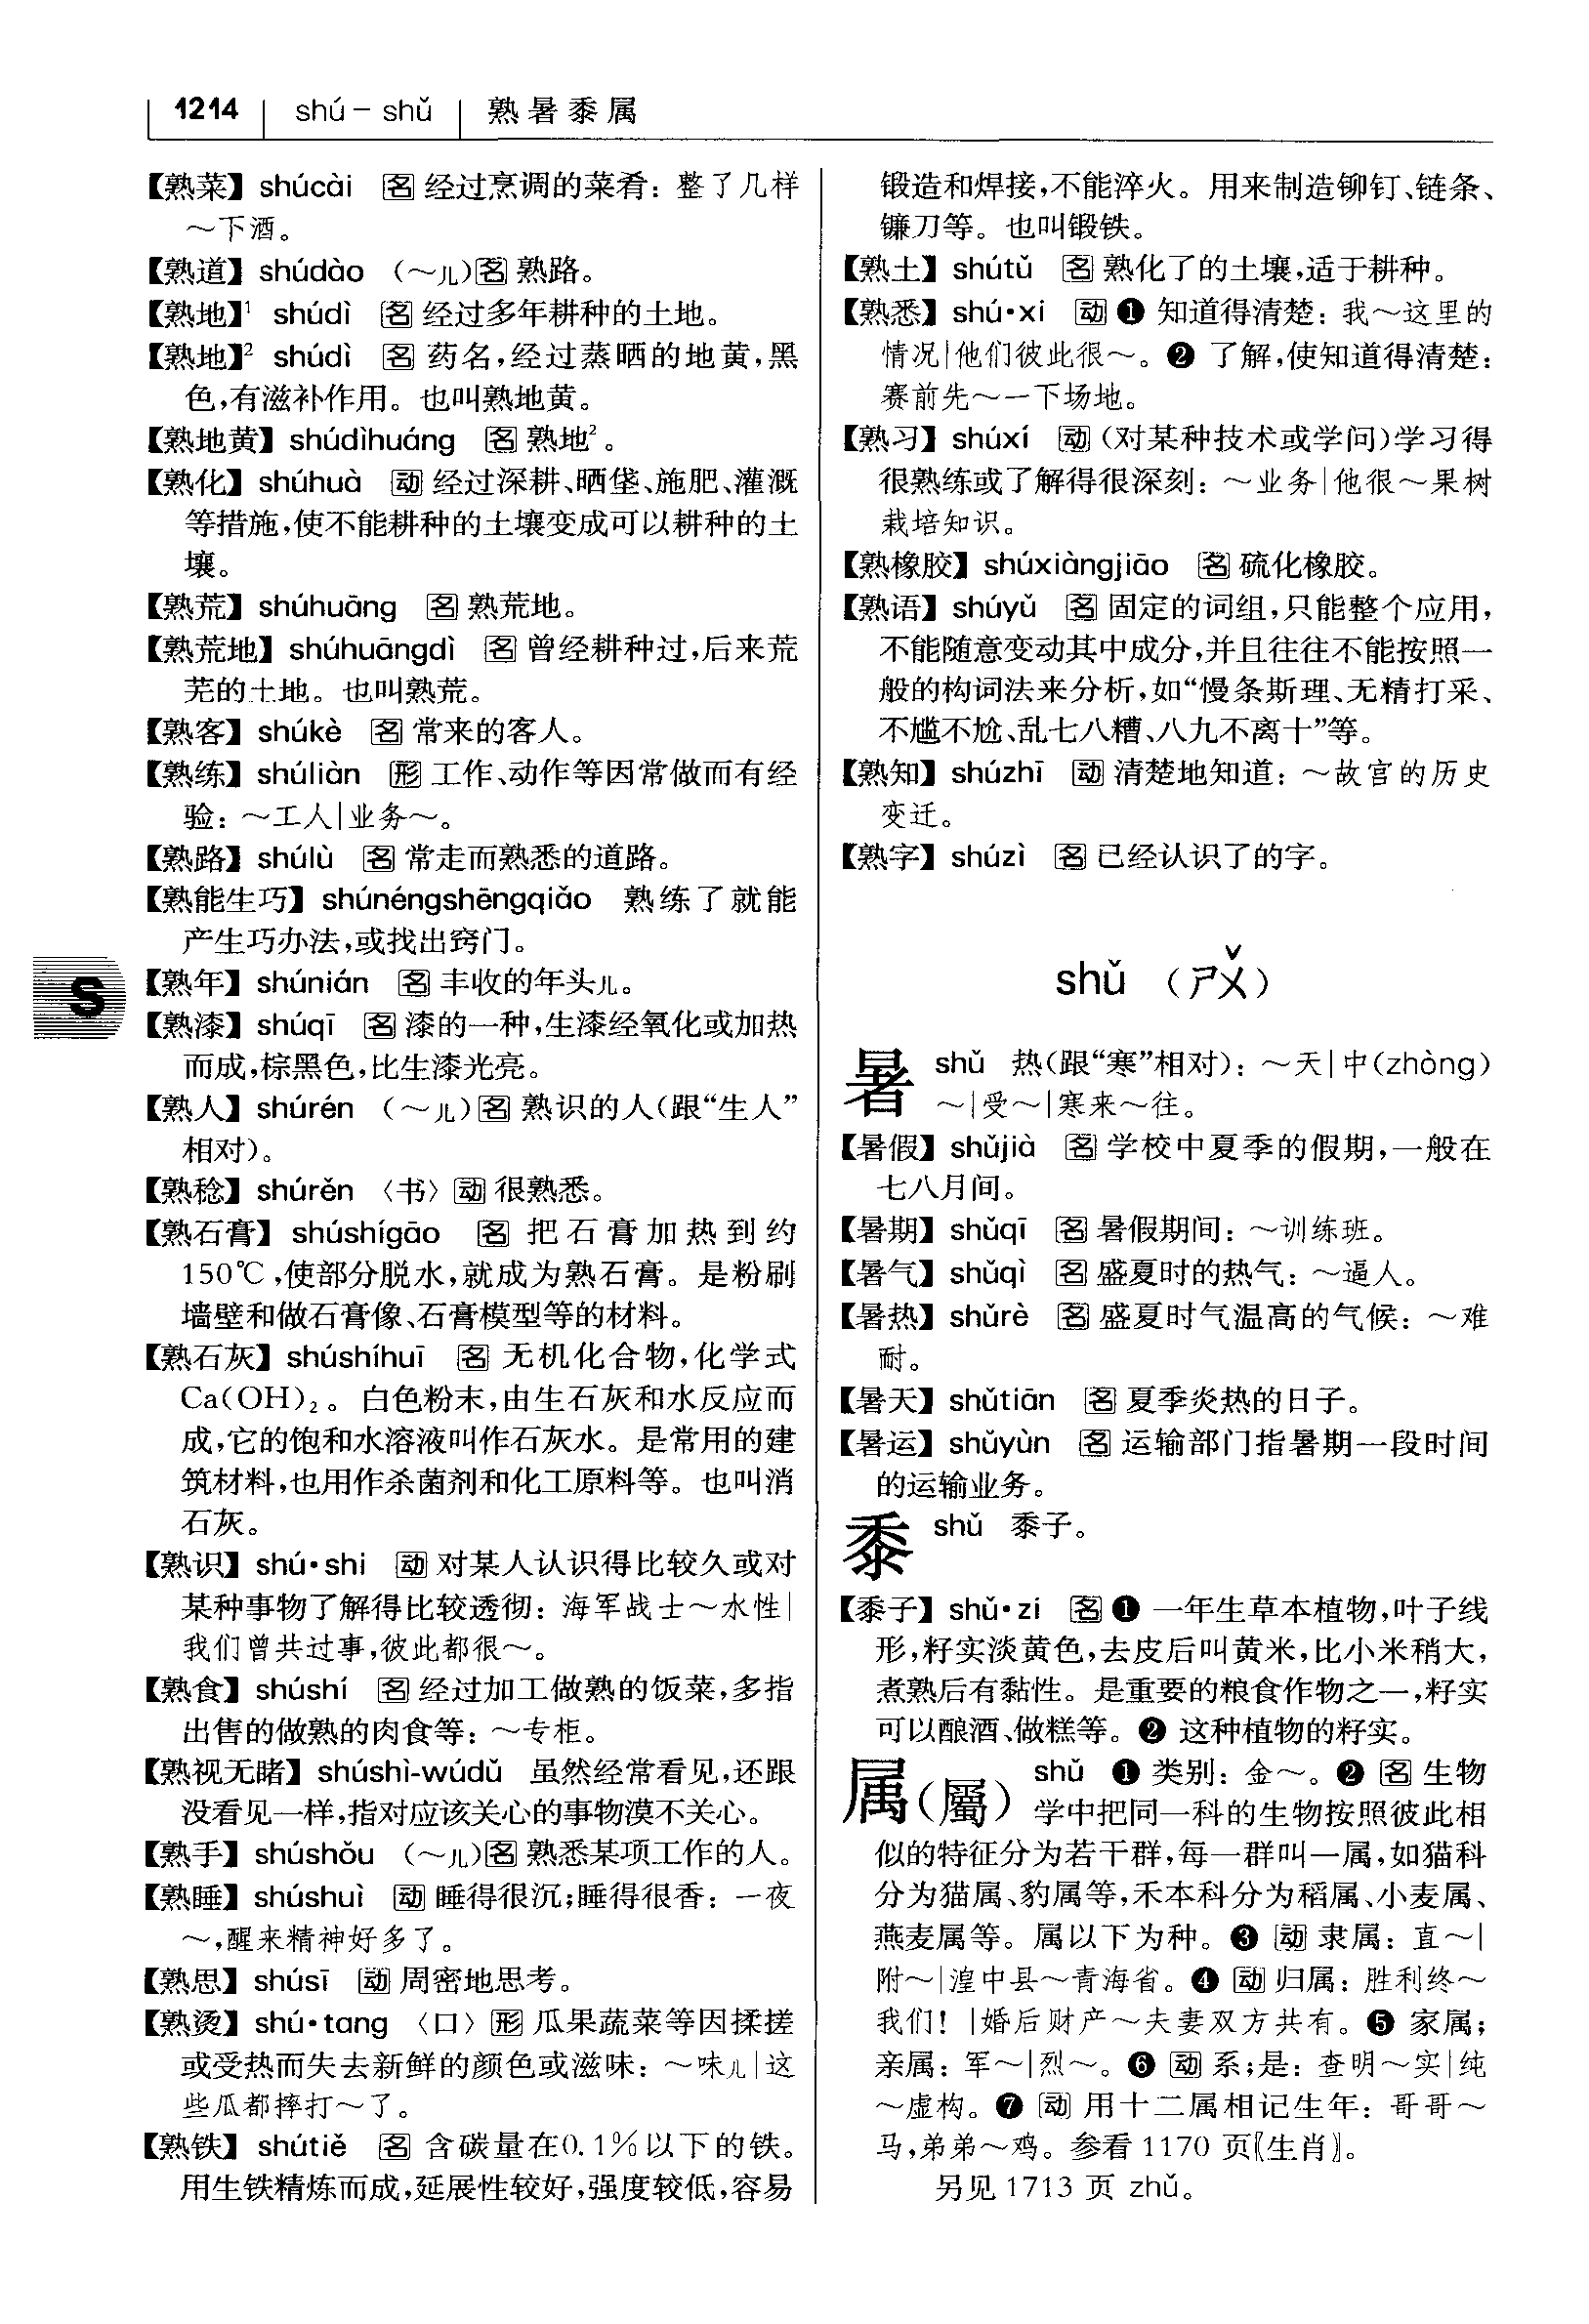 1214 shú－shǔ 熟暑黍属
【熟菜】shúcài 名 经过烹调的菜肴：整了几样
～下酒。
【熟道】shúdào （～儿）名 熟路。
【熟地】¹ shúdì 名 经过多年耕种的土地。
【熟地】² shúdì 名 药名，经过蒸晒的地黄，黑
色，有滋补作用。也叫熟地黄。
【熟地黄】shúdìhuáng 名 熟地²。
【熟化】shúhuà 动 经过深耕、晒垡、施肥、灌溉
等措施，使不能耕种的土壤变成可以耕种的土
壤。
【熟荒】shúhuāng 名 熟荒地。
【熟荒地】shúhuāngdì 名 曾经耕种过，后来荒
芜的土地。也叫熟荒。
【熟客】shúkè 名 常来的客人。
【熟练】shúliàn 形 工作、动作等因常做而有经
验：～工人|业务～。
【熟路】shúlù 名 常走而熟悉的道路。
【熟能生巧】shúnéngshēngqiǎo 熟练了就能
产生巧办法，或找出窍门。
【熟年】shúnián 名 丰收的年头儿。
【熟漆】shúqī 名 漆的一种，生漆经氧化或加热
而成，棕黑色，比生漆光亮。
【熟人】shúrén （～儿）名 熟识的人（跟“生人”
相对）。
【熟稔】shúrěn 〈书〉动 很熟悉。
【熟石膏】shúshígāo 名 把石膏加热到约
150℃，使部分脱水，就成为熟石膏。是粉刷
墙壁和做石膏像、石膏模型等的材料。
【熟石灰】shúshíhuī 名 无机化合物，化学式
Ca(OH)₂。白色粉末，由生石灰和水反应而
成，它的饱和水溶液叫作石灰水。是常用的建
筑材料，也用作杀菌剂和化工原料等。也叫消
石灰。
【熟识】shú·shi 动 对某人认识得比较久或对
某种事物了解得比较透彻：海军战士～水性|
我们曾共过事，彼此都很～。
【熟食】shúshí 名 经过加工做熟的饭菜，多指
出售的做熟的肉食等：～专柜。
【熟视无睹】shúshì-wúdǔ 虽然经常看见，还跟
没看见一样，指对应该关心的事物漠不关心。
【熟手】shúshǒu （～儿）名 熟悉某项工作的人。
【熟睡】shúshuì 动 睡得很沉；睡得很香：一夜
～，醒来精神好多了。
【熟思】shúsī 动 周密地思考。
【熟烫】shú·tang 〈口〉形 瓜果蔬菜等因揉搓
或受热而失去新鲜的颜色或滋味：～味儿|这
些瓜都摔打～了。
【熟铁】shútiě 名 含碳量在0.1%以下的铁。
用生铁精炼而成，延展性较好，强度较低，容易
锻造和焊接，不能淬火。用来制造铆钉、链条、
镰刀等。也叫锻铁。
【熟土】shútǔ 名 熟化了的土壤，适于耕种。
【熟悉】shú·xi 动 ❶ 知道得清楚：我～这里的
情况|他们彼此很～。❷ 了解，使知道得清楚：
赛前先～一下场地。
【熟习】shúxí 动（对某种技术或学问）学习得
很熟练或了解得很深刻：～业务|他很～果树
栽培知识。
【熟橡胶】shúxiàngjiāo 名 硫化橡胶。
【熟语】shúyǔ 名 固定的词组，只能整个应用，
不能随意变动其中成分，并且往往不能按照一
般的构词法来分析，如“慢条斯理、无精打采、
不尴不尬、乱七八糟、八九不离十”等。
【熟知】shúzhī 动 清楚地知道：～故宫的历史
变迁。
【熟字】shúzì 名 已经认识了的字。
S
shǔ （ㄕㄨˇ）
暑 shǔ 热（跟“寒”相对）：～天|中（zhòng）
～|受～|寒来～往。
【暑假】shǔjià 名 学校中夏季的假期，一般在
七八月间。
【暑期】shǔqī 名 暑假期间：～训练班。
【暑气】shǔqì 名 盛夏时的热气：～逼人。
【暑热】shǔrè 名 盛夏时气温高的气候：～难
耐。
【暑天】shǔtiān 名 夏季炎热的日子。
【暑运】shǔyùn 名 运输部门指暑期一段时间
的运输业务。
黍 shǔ 黍子。
【黍子】shǔ·zi 名 ❶ 一年生草本植物，叶子线
形，籽实淡黄色，去皮后叫黄米，比小米稍大，
煮熟后有黏性。是重要的粮食作物之一，籽实
可以酿酒、做糕等。❷ 这种植物的籽实。
属（屬） shǔ ❶ 类别：金～。❷ 名 生物
学中把同一科的生物按照彼此相
似的特征分为若干群，每一群叫一属，如猫科
分为猫属、豹属等，禾本科分为稻属、小麦属、
燕麦属等。属以下为种。❸ 动 隶属：直～|
附～|湟中县～青海省。❹ 动 归属：胜利终～
我们！|婚后财产～夫妻双方共有。❺ 家属；
亲属：军～|烈～。❻ 动 系；是：查明～实|纯
～虚构。❼ 动 用十二属相记生年：哥哥～
马，弟弟～鸡。参看1170页〖生肖〗。
另见1713页 zhǔ。